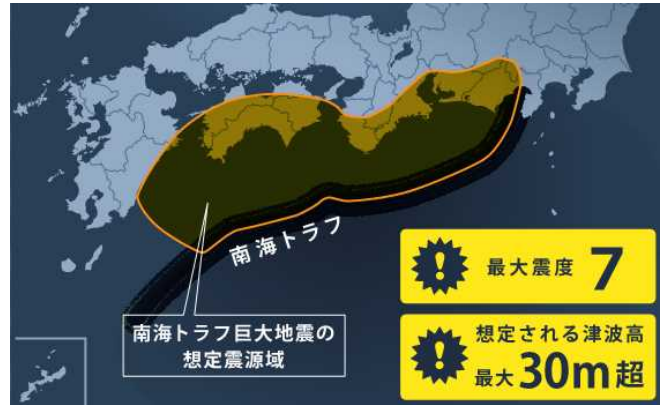 南海トラフ
南海トラフ巨大地震の
想定震源域
最大震度 7
想定される津波高
最大30m超